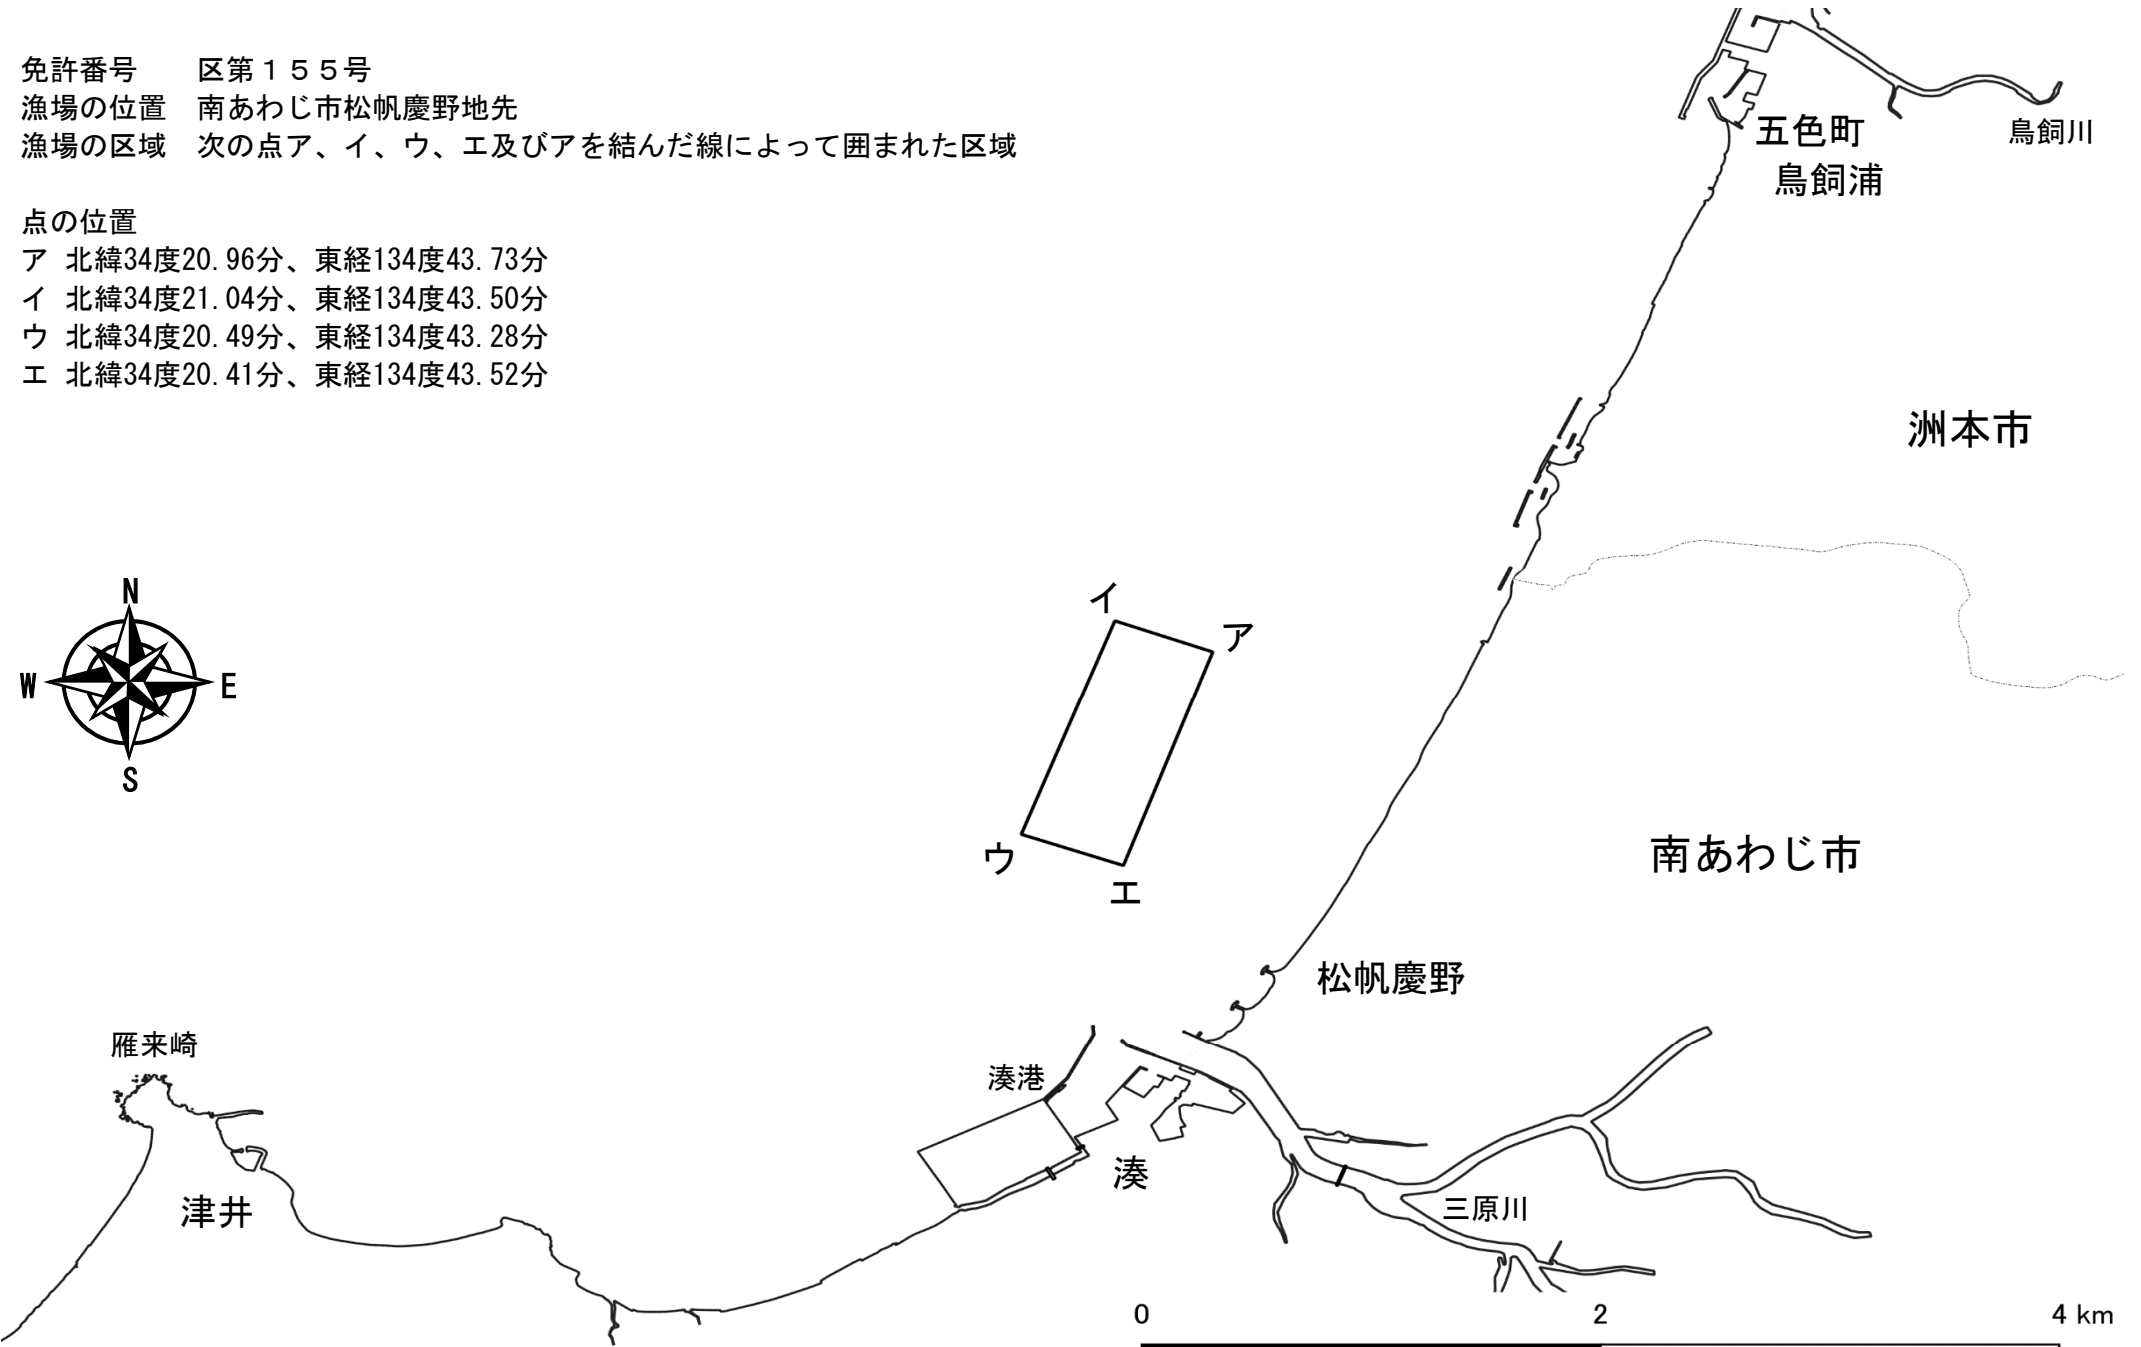 免許番号　　区第１５５号
漁場の位置　南あわじ市松帆慶野地先
漁場の区域　次の点ア、イ、ウ、エ及びアを結んだ線によって囲まれた区域
点の位置
ア 北緯34度20.96分、東経134度43.73分
イ 北緯34度21.04分、東経134度43.50分
ウ 北緯34度20.49分、東経134度43.28分
エ 北緯34度20.41分、東経134度43.52分
五色町
鳥飼浦
鳥飼川
洲本市
N
W
E
S
イ
ア
ウ
エ
南あわじ市
松帆慶野
雁来崎
湊港
湊
津井
三原川
0
2
4 km